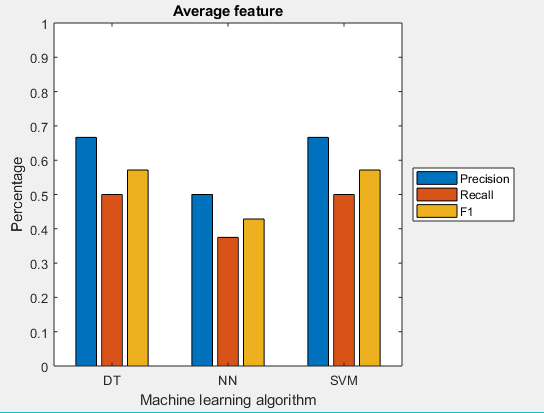 Average feature
1
0.9
0.8
0.7
0.6
0.5
0.4
0.3
0.2
0.1
0
Percentage
DT NN SVM
Machine learning algorithm
Precision
Recall
F1